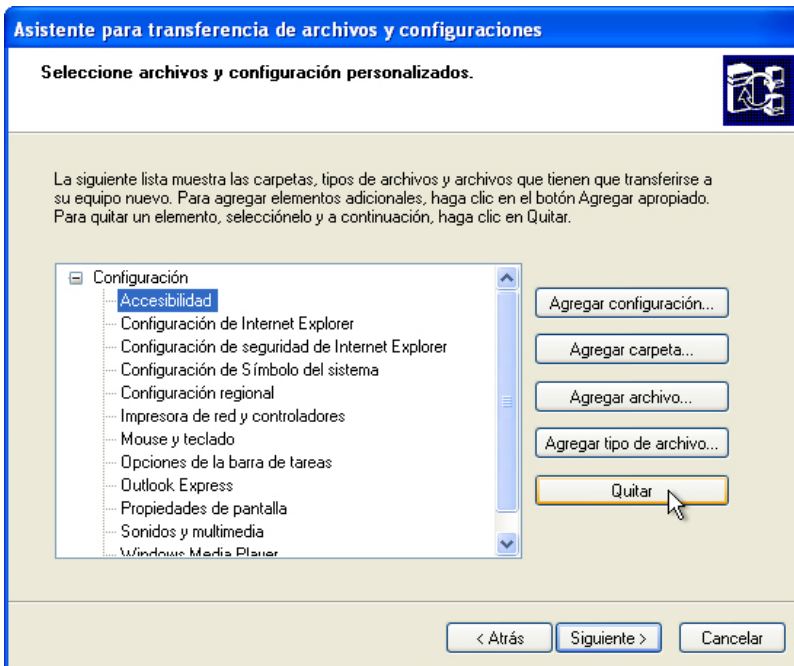 Asistente para transferencia de archivos y configuraciones
Seleccione archivos y configuración personalizados.
La siguiente lista muestra las carpetas, tipos de archivos y archivos que tienen que transferirse a
su equipo nuevo. Para agregar elementos adicionales, haga clic en el botón Agregar apropiado.
Para quitar un elemento, selecciónelo y a continuación, haga clic en Quitar.
Configuración
Accesibilidad
Configuración de Internet Explorer
Configuración de seguridad de Internet Explorer
Configuración de Símbolo del sistema
Configuración regional
Impresora de red y controladores
Mouse y teclado
Opciones de la barra de tareas
Outlook Express
Propiedades de pantalla
Sonidos y multimedia
Windows Media Player
Agregar configuración...
Agregar carpeta...
Agregar archivo...
Agregar tipo de archivo...
Quitar
< Atrás
Siguiente >
Cancelar